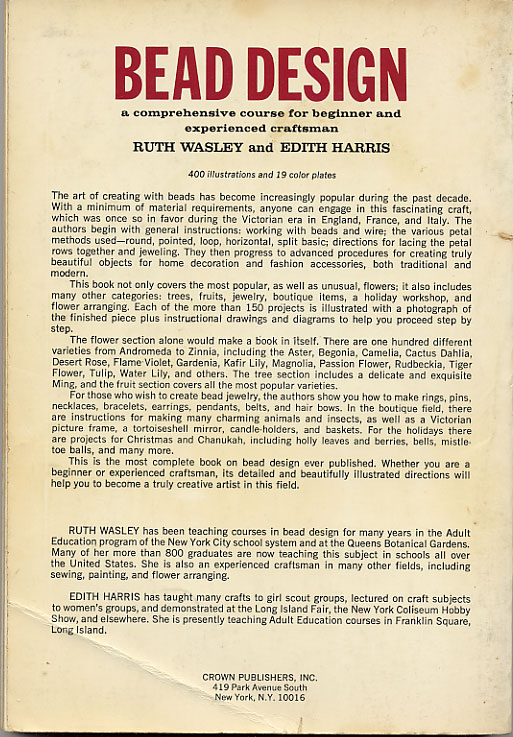 BEAD DESIGN
a comprehensive course for beginner and
experienced craftsman
RUTH WASLEY and EDITH HARRIS
400 illustrations and 19 color plates
The art of creating with beads has become increasingly popular during the past decade.
With a minimum of material requirements, anyone can engage in this fascinating craft,
which was once so in favor during the Victorian era in England, France, and Italy. The
authors begin with general instructions: working with beads and wire; the various petal
methods used—round, pointed, loop, horizontal, split basic; directions for lacing the petal
rows together and jeweling. They then progress to advanced procedures for creating truly
beautiful objects for home decoration and fashion accessories, both traditional and
modern.
This book not only covers the most popular, as well as unusual, flowers; it also includes
many other categories: trees, fruits, jewelry, boutique items, a holiday workshop, and
flower arranging. Each of the more than 150 projects is illustrated with a photograph of
the finished piece plus instructional drawings and diagrams to help you proceed step by
step.
The flower section alone would make a book in itself. There are one hundred different
varieties from Andromeda to Zinnia, including the Aster, Begonia, Camelia, Cactus Dahlia,
Desert Rose, Flame Violet, Gardenia, Kafir Lily, Magnolia, Passion Flower, Rudbeckia, Tiger
Flower, Tulip, Water Lily, and others. The tree section includes a delicate and exquisite
Ming, and the fruit section covers all the most popular varieties.
For those who wish to create bead jewelry, the authors show you how to make rings, pins,
necklaces, bracelets, earrings, pendants, belts, and hair bows. In the boutique field, there
are instructions for making many charming animals and insects, as well as a Victorian
picture frame, a tortoiseshell mirror, candle-holders, and baskets. For the holidays there
are projects for Christmas and Chanukah, including holly leaves and berries, bells, mistle-
toe balls, and many more.
This is the most complete book on bead design ever published. Whether you are a
beginner or experienced craftsman, its detailed and beautifully illustrated directions will
help you to become a truly creative artist in this field.
RUTH WASLEY has been teaching courses in bead design for many years in the Adult
Education program of the New York City school system and at the Queens Botanical Gardens.
Many of her more than 800 graduates are now teaching this subject in schools all over
the United States. She is also an experienced craftsman in many other fields, including
sewing, painting, and flower arranging.
EDITH HARRIS has taught many crafts to girl scout groups, lectured on craft subjects
to women's groups, and demonstrated at the Long Island Fair, the New York Coliseum Hobby
Show, and elsewhere. She is presently teaching Adult Education courses in Franklin Square,
Long Island.
CROWN PUBLISHERS, INC.
419 Park Avenue South
New York, N.Y. 10016